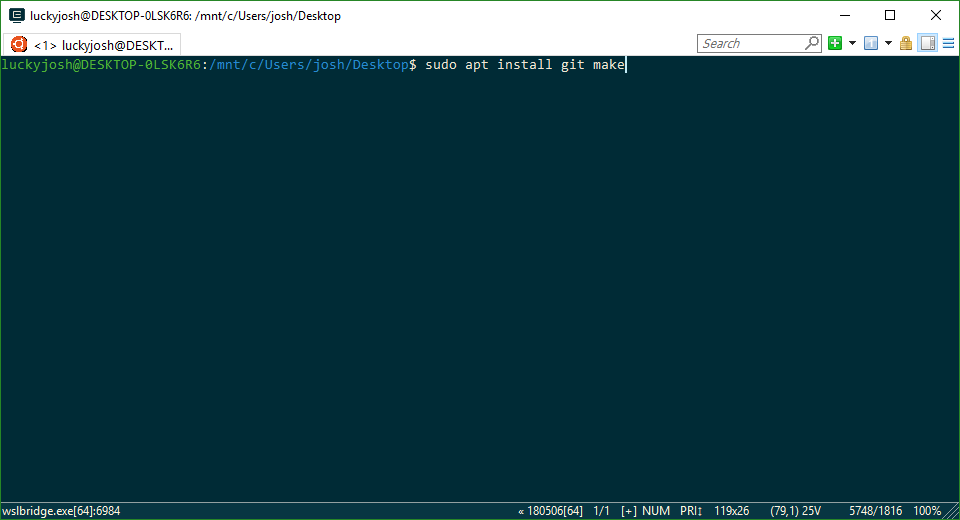 luckyjosh@DESKTOP-0LSK6R6: /mnt/c/Users/josh/Desktop
<1> luckyjosh@DESKT...
Search
luckyjosh@DESKTOP-0LSK6R6:/mnt/c/Users/josh/Desktop$ sudo apt install git make
wslbridge.exe[64]:6984
« 180506[64] 1/1 [+] NUM PRI↕ 119x26 (79,1) 25V 5748/1816 100%